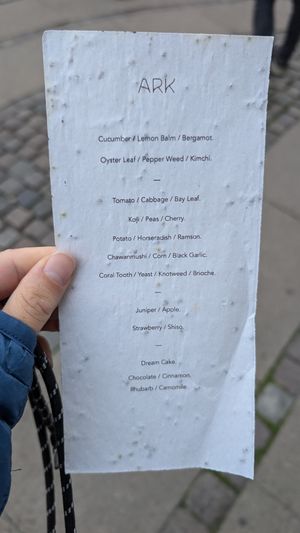 ARK
Cucumber / Lemon Balm / Bergamot.
Oyster Leaf / Pepper Weed / Kimchi.
—
Tomato / Cabbage / Bay Leaf.
Koji / Peas / Cherry.
Potato / Horseradish / Ramson.
Chawanmushi / Corn / Black Garlic.
Coral Tooth / Yeast / Knotweed / Brioche.
—
Juniper / Apple.
Strawberry / Shiso.
—
Dream Cake.
Chocolate / Cinnamon.
Rhubarb / Camomile.